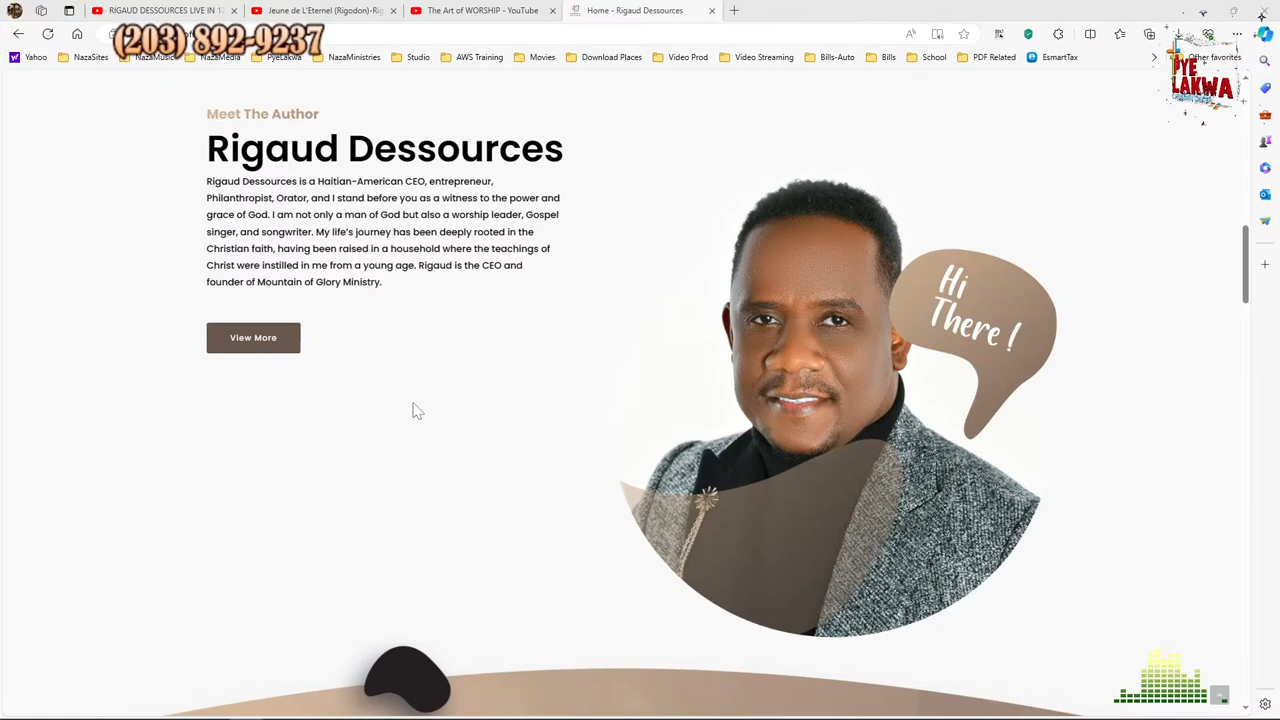 RIGAUD DESSOURCES LIVE IN 1
Jeune de L'Eternel (Rigodon)-Rig
The Art of WORSHIP - YouTube
Home - Rigaud Dessources
(203) 892-9237
Yahoo
NazaSites
NazaMusic
NazaMedia
PyeLakwa
NazaMinistries
Studio
AWS Training
Movies
Download Places
Video Prod
Video Streaming
Bills-Auto
Bills
School
PDF Related
EsmartTax
Other favorites
PYE
LAKWA
Meet The Author
Rigaud Dessources
Rigaud Dessources is a Haitian-American CEO, entrepreneur,
Philanthropist, Orator, and I stand before you as a witness to the power and
grace of God. I am not only a man of God but also a worship leader, Gospel
singer, and songwriter. My life's journey has been deeply rooted in the
Christian faith, having been raised in a household where the teachings of
Christ were instilled in me from a young age. Rigaud is the CEO and
founder of Mountain of Glory Ministry.
View More
Hi
There !